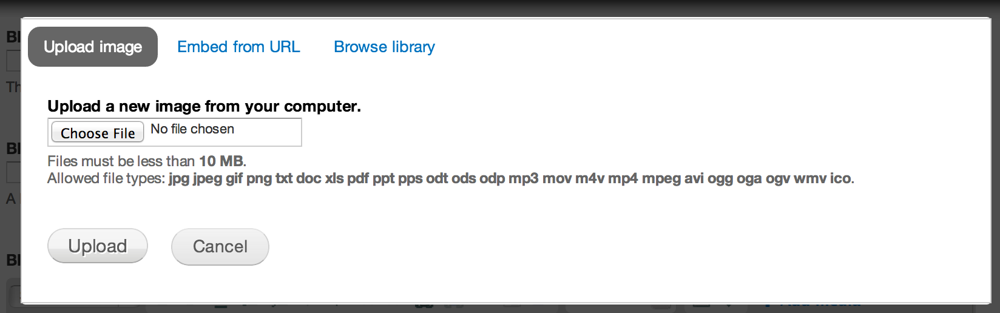 Upload image Embed from URL Browse library
Upload a new image from your computer.
Choose File No file chosen
Files must be less than 10 MB.
Allowed file types: jpg jpeg gif png txt doc xls pdf ppt pps odt ods odp mp3 mov m4v mp4 mpeg avi ogg oga ogv wmv ico.
Upload Cancel